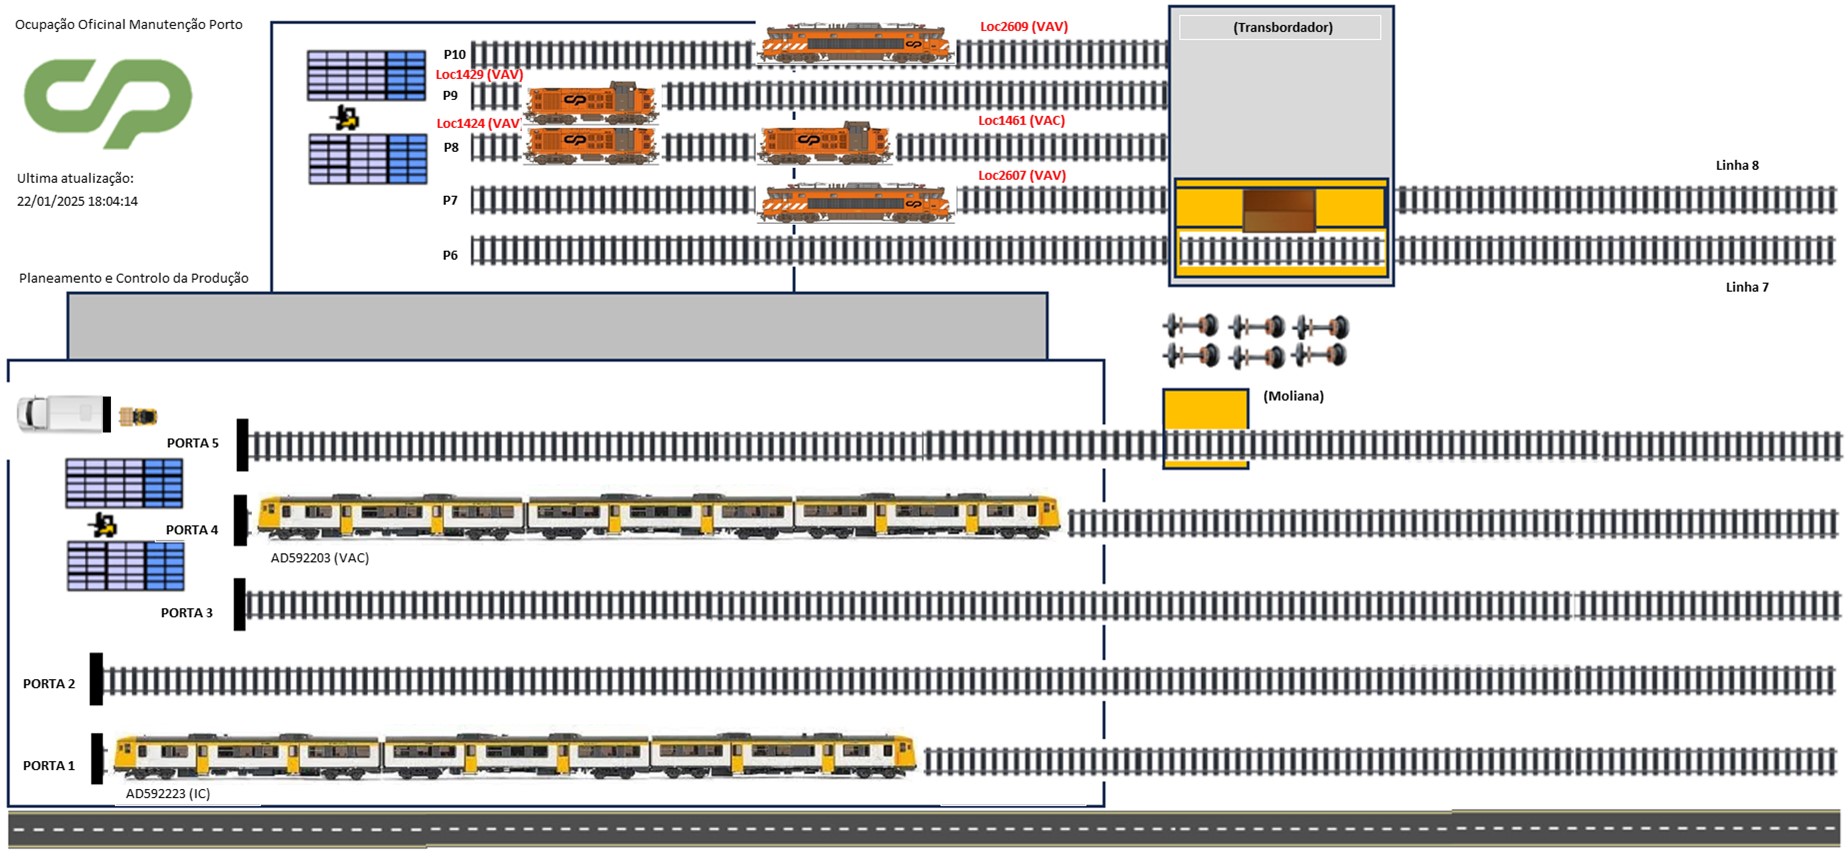 Ocupação Oficinal Manutenção Porto
CP
Ultima atualização:
22/01/2025 18:04:14
Planeamento e Controlo da Produção
P10
Loc2609 (VAV)
(Transbordador)
Loc1429 (VAV)
P9
Loc1424 (VAV)
Loc1461 (VAC)
P8
Linha 8
Loc2607 (VAV)
P7
P6
Linha 7
(Moliana)
PORTA 5
PORTA 4
AD592203 (VAC)
PORTA 3
PORTA 2
PORTA 1
AD592223 (IC)